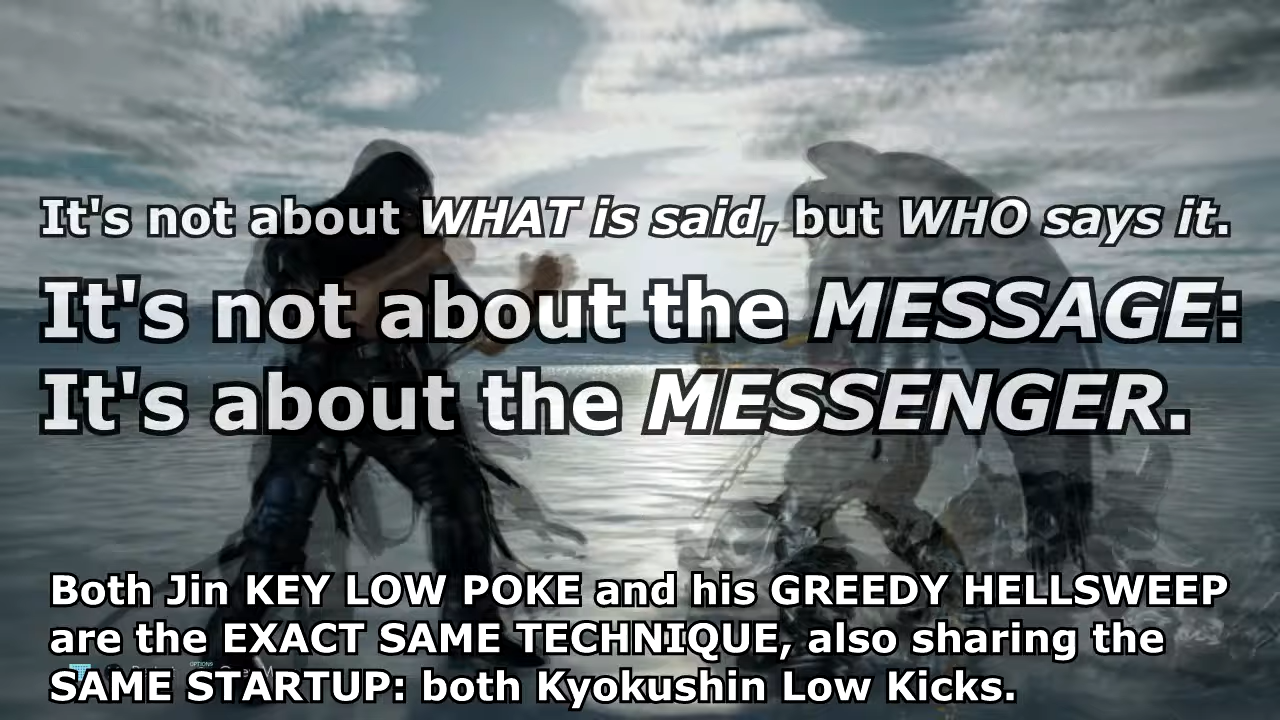 It's not about WHAT is said, but WHO says it.
It's not about the MESSAGE:
It's about the MESSENGER.
Both Jin KEY LOW POKE and his GREEDY HELLSWEEP
are the EXACT SAME TECHNIQUE, also sharing the
OPTIONS
SAME STARTUP: both Kyokushin Low Kicks.